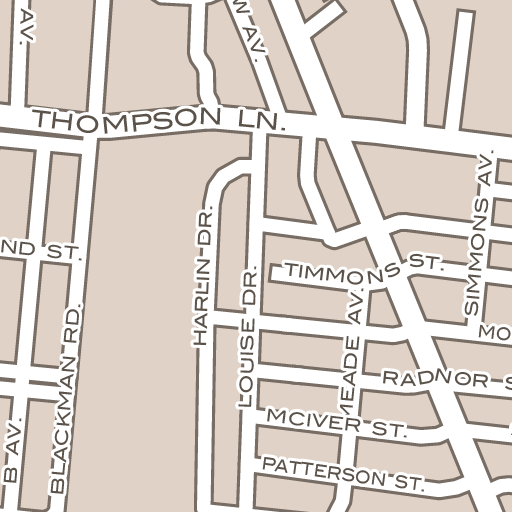 AV.
W AV.
THOMPSON LN.
SIMMONS AV.
HARLIN DR.
ND ST.
TIMMONS ST.
LOUISE DR.
MEADE AV.
BLACKMAN RD.
MO
RADNOR S
MCIVER ST.
B AV.
PATTERSON ST.